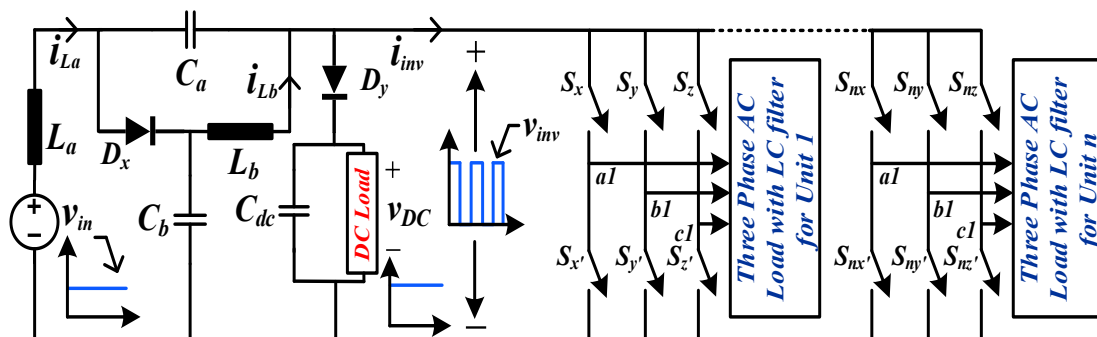 i_La
C_a
i_Lb
D_y
i_inv
+
S_x
S_y
S_z
S_nx
S_ny
S_nz
L_a
D_x
L_b
v_inv
+
−
v_in
C_b
C_dc
DC Load
+
v_DC
−
−
a1
b1
c1
S_x'
S_y'
S_z'
Three Phase AC
Load with LC filter
for Unit 1
a1
b1
c1
S_nx'
S_ny'
S_nz'
Three Phase AC
Load with LC filter
for Unit n